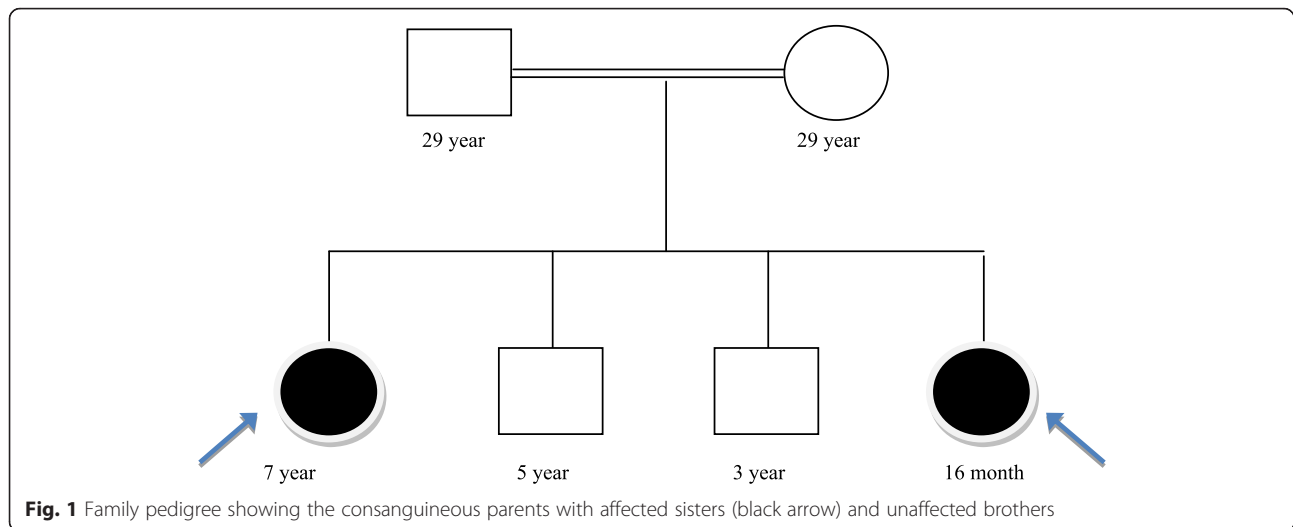 29 year 29 year
7 year 5 year 3 year 16 month
Fig. 1 Family pedigree showing the consanguineous parents with affected sisters (black arrow) and unaffected brothers